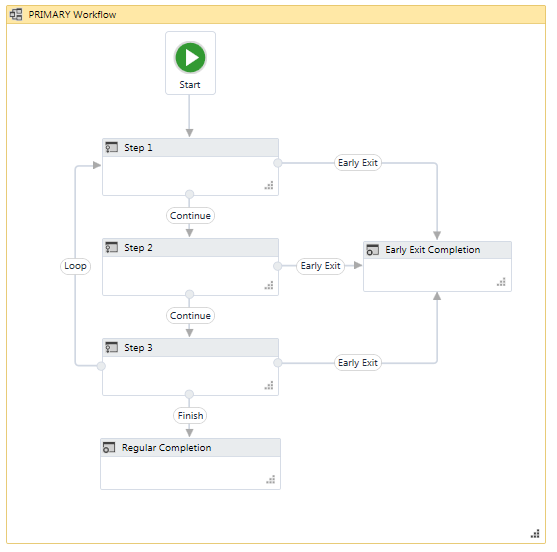 PRIMARY Workflow
Start
Step 1
Early Exit
Continue
Step 2
Early Exit Completion
Loop
Early Exit
Continue
Step 3
Early Exit
Finish
Regular Completion